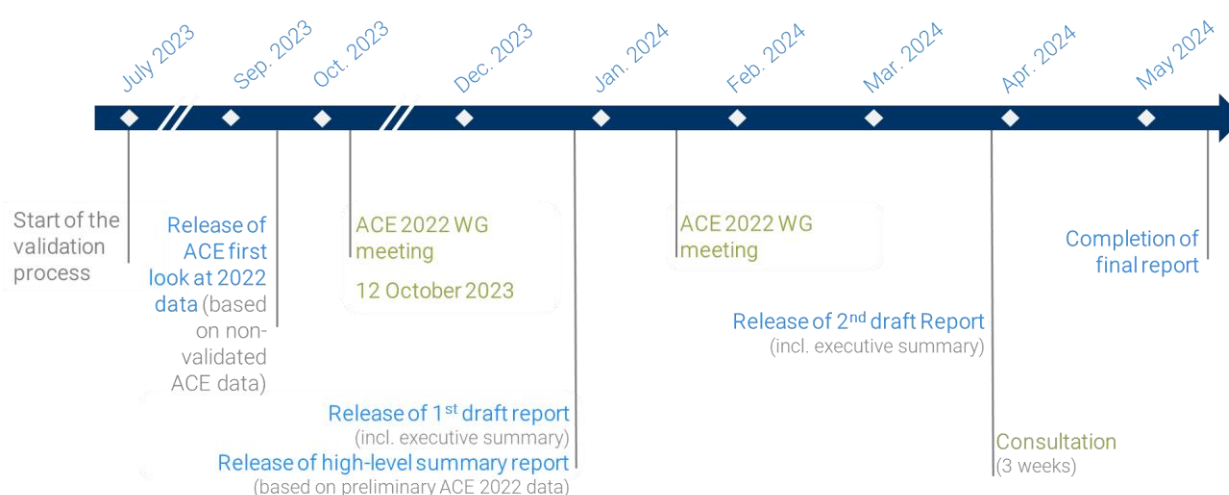 July 2023
Sep. 2023
Oct. 2023
Dec. 2023
Jan. 2024
Feb. 2024
Mar. 2024
Apr. 2024
May 2024
Start of the
validation
process
Release of
ACE first
look at 2022
data (based
on non-
validated
ACE data)
ACE 2022 WG
meeting
12 October 2023
ACE 2022 WG
meeting
Completion of
final report
Release of 2nd draft Report
(incl. executive summary)
Release of 1st draft report
(incl. executive summary)
Release of high-level summary report
(based on preliminary ACE 2022 data)
Consultation
(3 weeks)